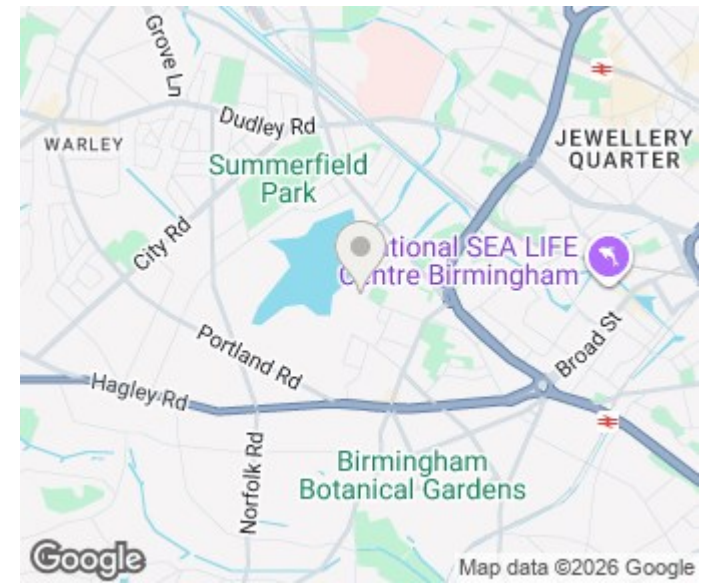 Grove Ln
Dudley Rd
WARLEY
JEWELLERY
QUARTER
Summerfield
Park
City Rd
ational SEA LIFE
Centre Birmingham
Portland Rd
Broad St
Hagley Rd
Norfolk Rd
Birmingham
Botanical Gardens
Google
Map data ©2026 Google